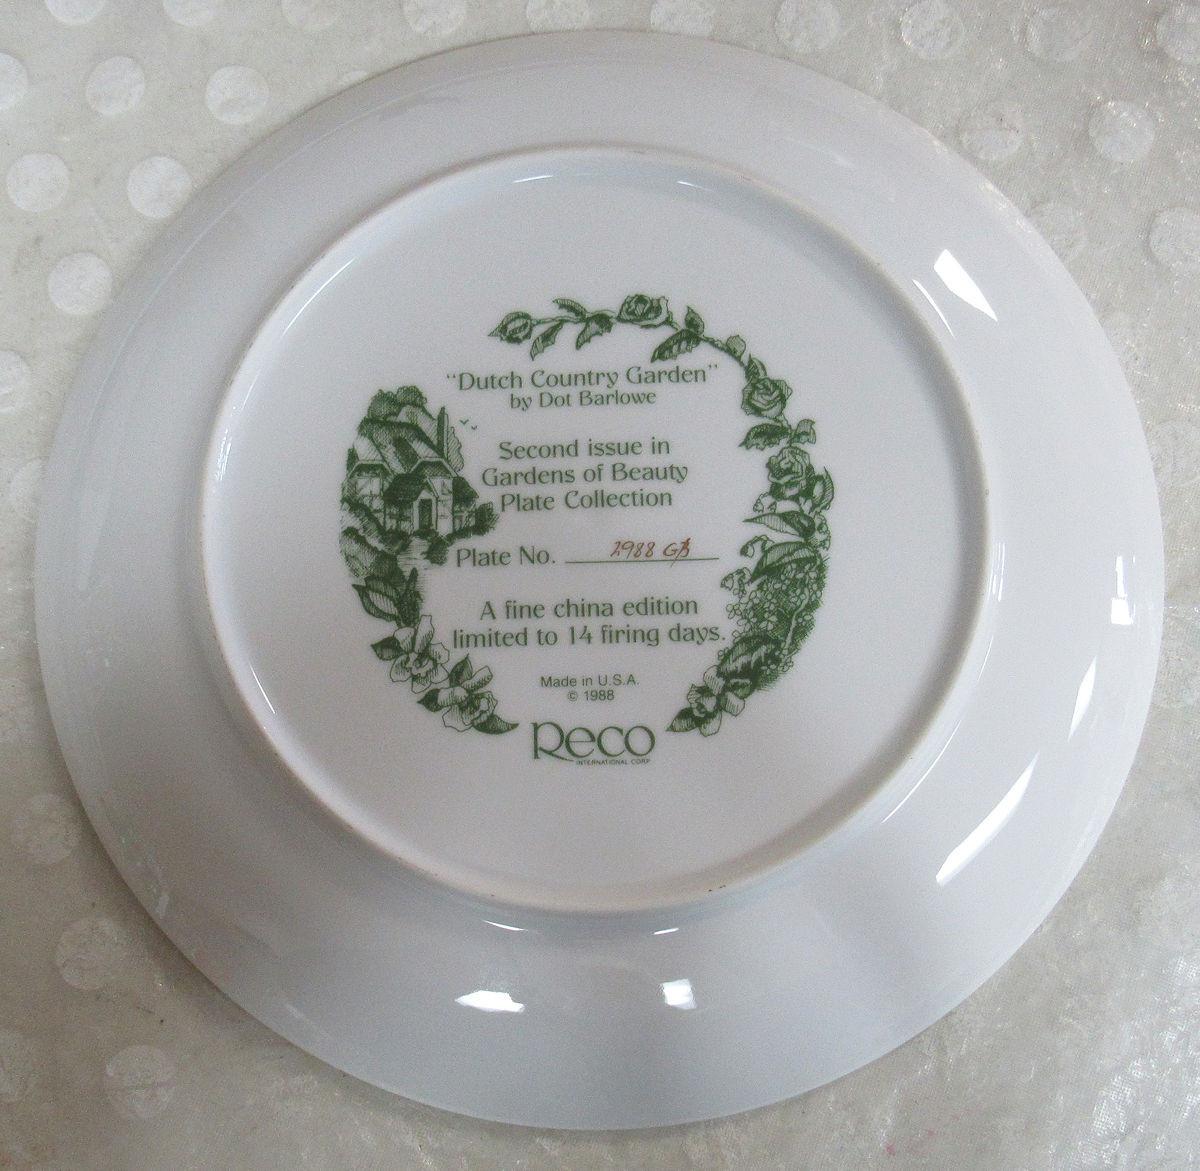 “Dutch Country Garden”
by Dot Barlowe
Second issue in
Gardens of Beauty
Plate Collection
Plate No. 2988 GB
A fine china edition
limited to 14 firing days.
Made in U.S.A.
© 1988
Reco
INTERNATIONAL CORP